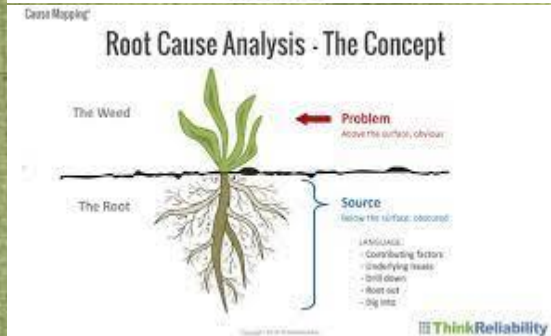 Cause Mapping®
Root Cause Analysis - The Concept
The Weed
Problem
Above the surface, obvious
The Root
Source
Below the surface, obscured
LANGUAGE:
- Contributing factors
- Underlying issues
- Drill down
- Root out
- Dig into
ThinkReliability